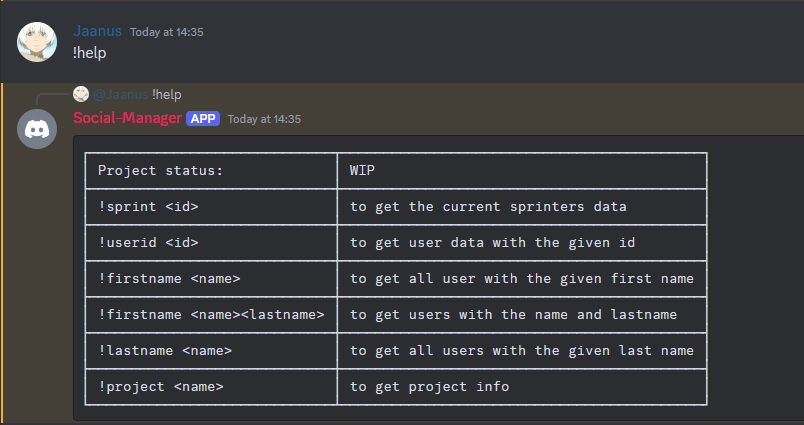 Jaanus Today at 14:35
!help
@Jaanus !help
Social-Manager APP Today at 14:35
Project status: WIP
!sprint <id> to get the current sprinters data
!userid <id> to get user data with the given id
!firstname <name> to get all user with the given first name
!firstname <name><lastname> to get users with the name and lastname
!lastname <name> to get all users with the given last name
!project <name> to get project info